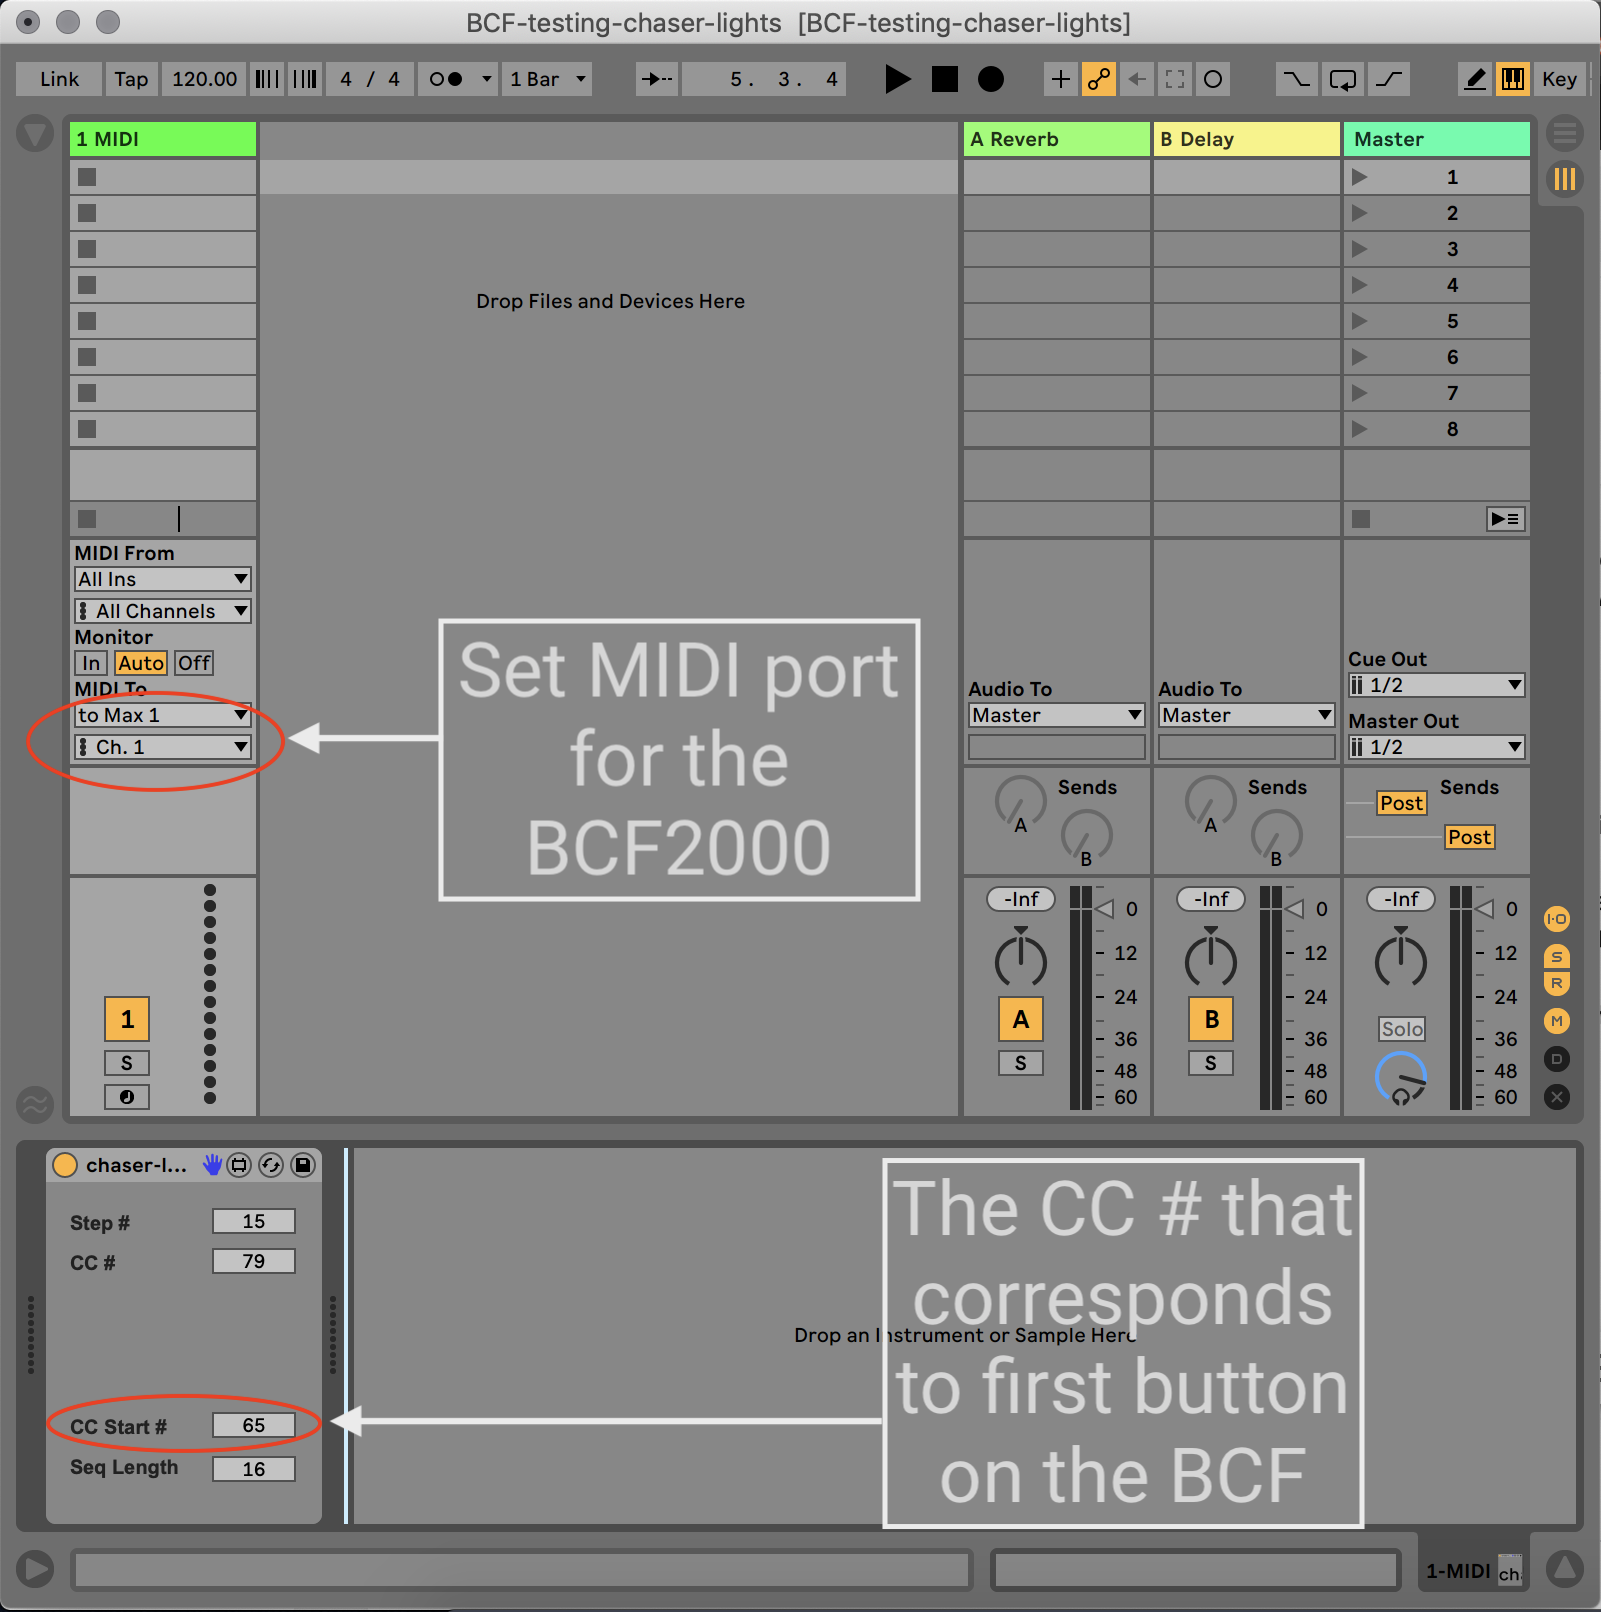 BCF-testing-chaser-lights [BCF-testing-chaser-lights]
Link Tap 120.00 4 / 4 1 Bar 5. 3. 4 Key
1 MIDI A Reverb B Delay Master
1
2
3
4
5
6
7
8
Drop Files and Devices Here
MIDI From
All Ins
All Channels
Monitor
In Auto Off
MIDI To
to Max 1
Ch. 1
Set MIDI port
for the
BCF2000
Audio To
Master
Audio To
Master
Cue Out
1/2
Master Out
1/2
Sends
A
B
Sends
A
B
Sends
Post
Post
1
S
-Inf
0
12
24
36
48
60
A
S
-Inf
0
12
24
36
48
60
B
S
-Inf
0
12
24
36
48
60
Solo
I·O
S
R
M
D
X
chaser-l...
Step # 15
CC # 79
CC Start # 65
Seq Length 16
Drop an Instrument or Sample Here
The CC # that
corresponds
to first button
on the BCF
1-MIDI ch